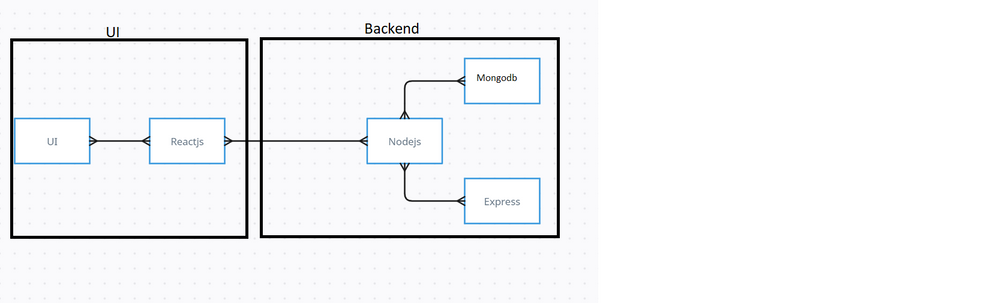 UI
Backend
Mongodb
UI
Reactjs
Nodejs
Express